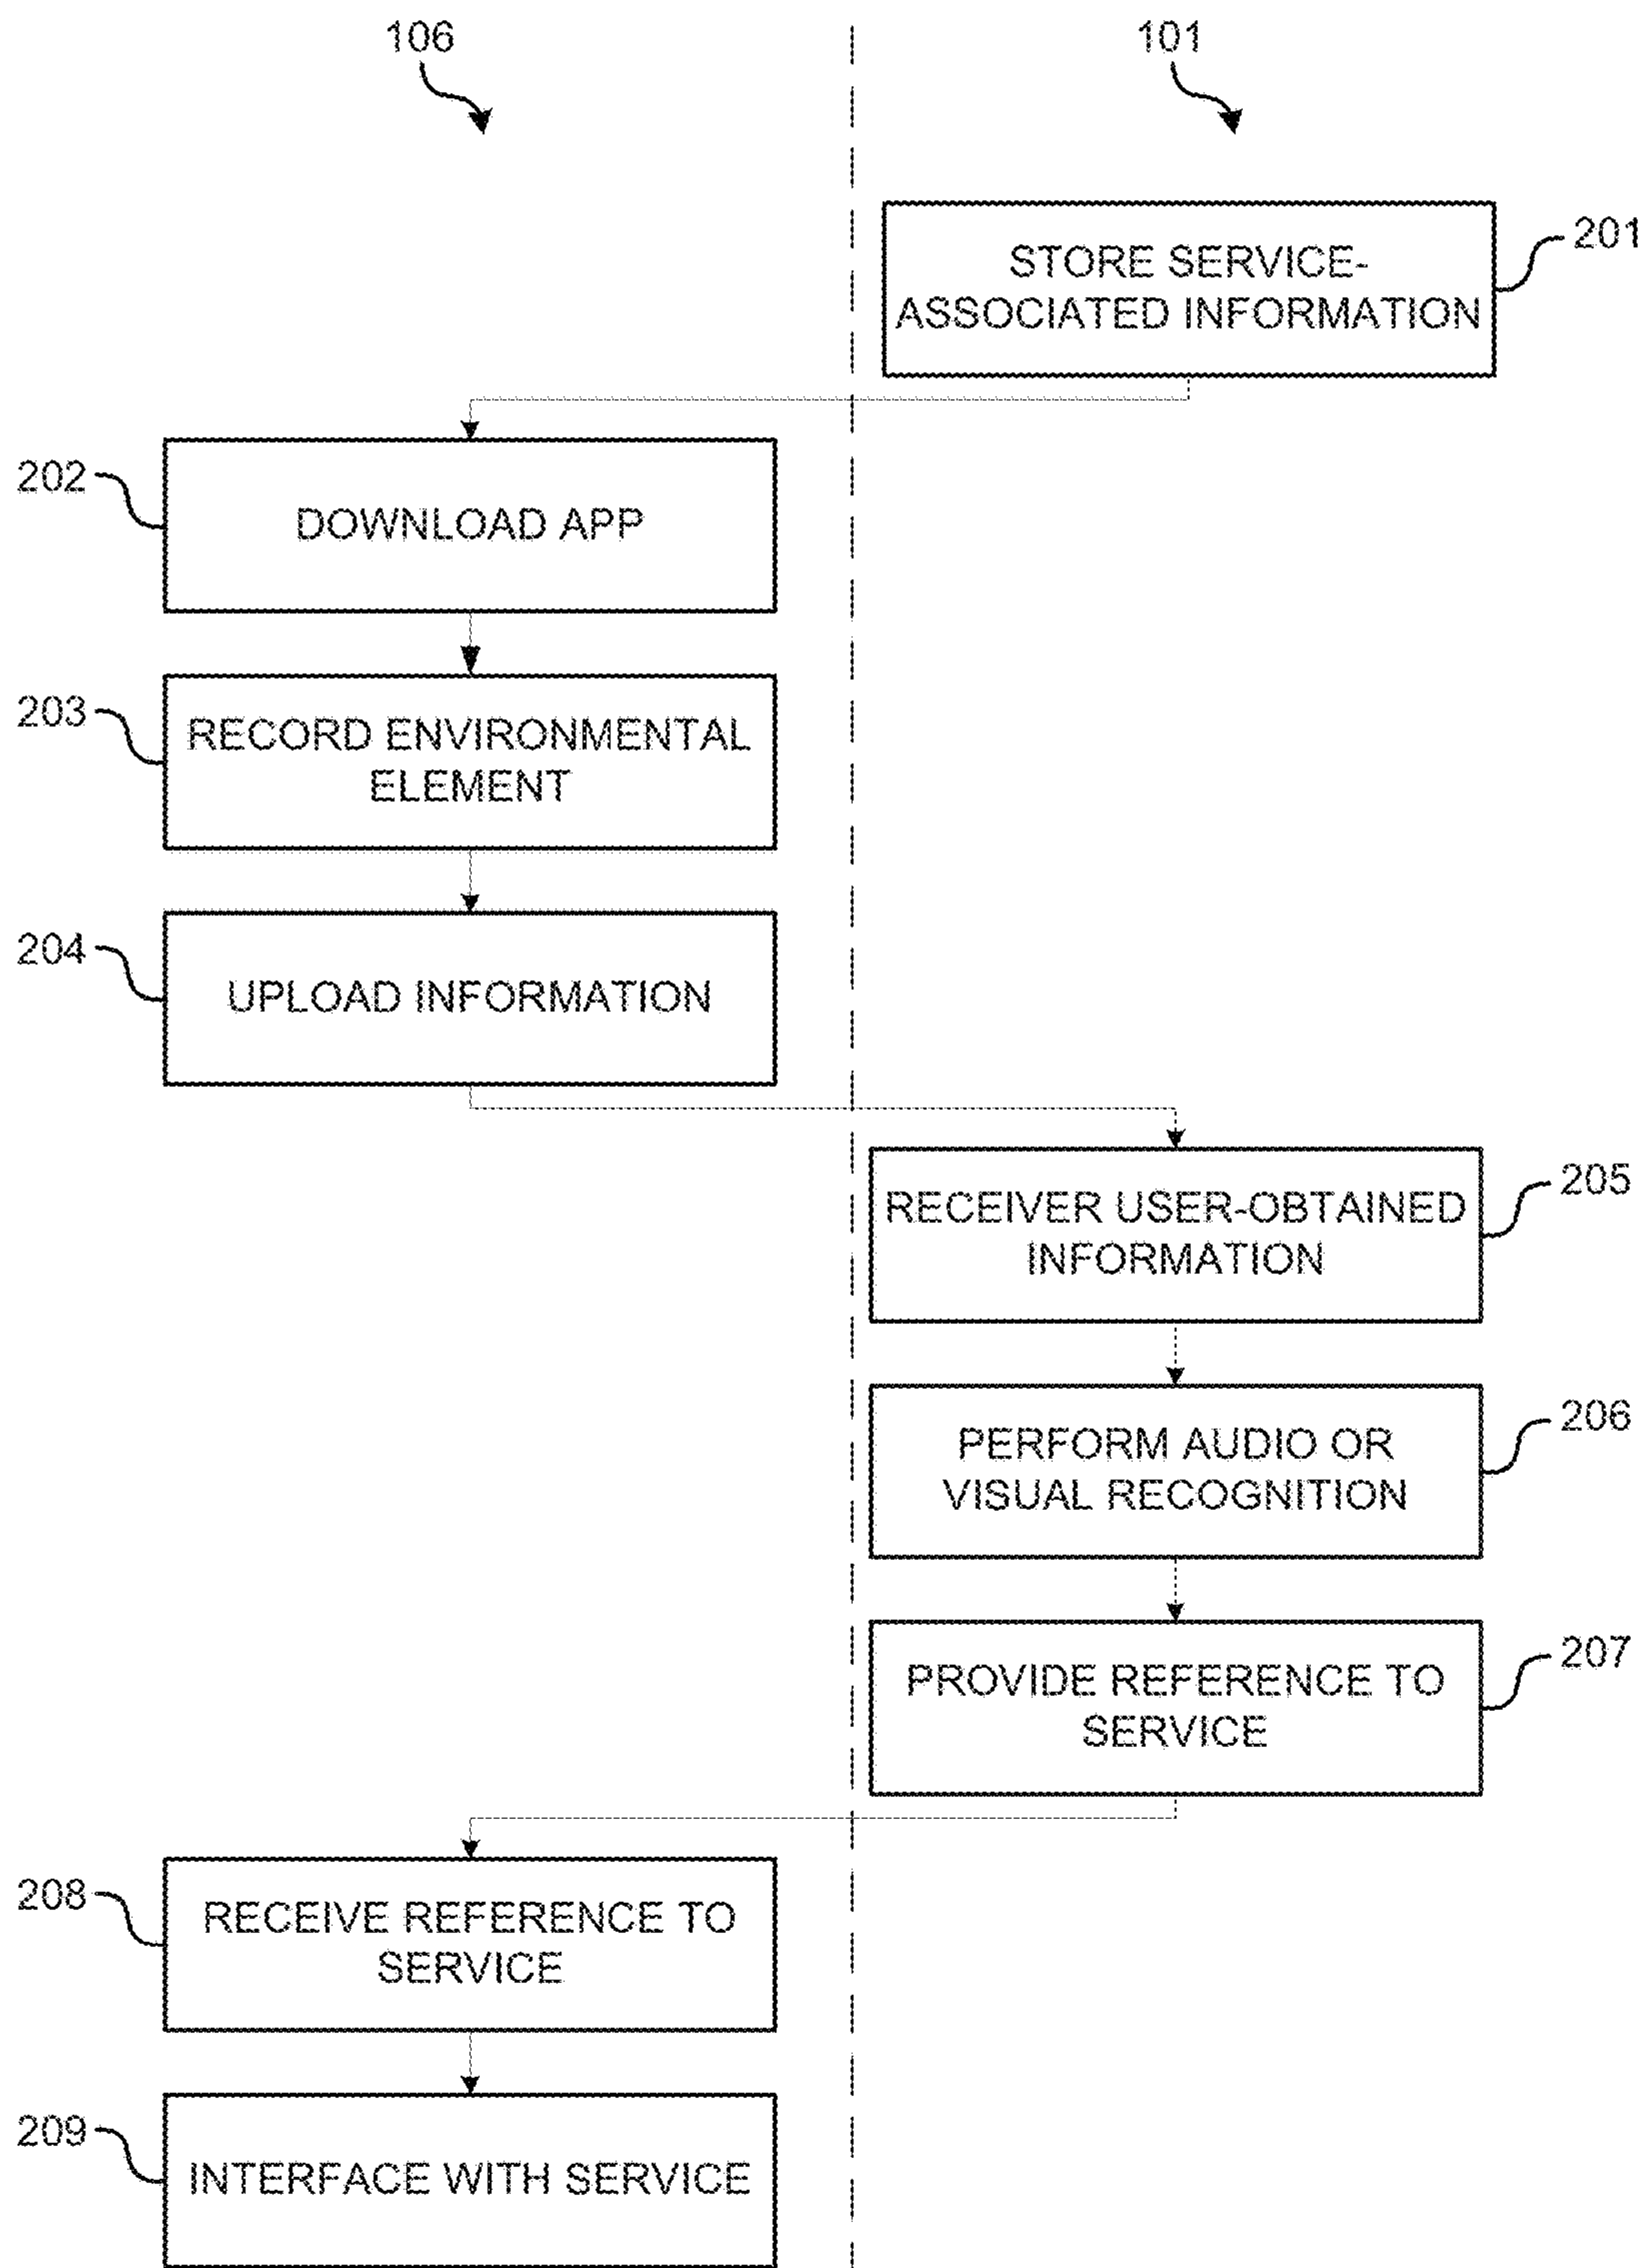 106
101
STORE SERVICE-
ASSOCIATED INFORMATION
201
202
DOWNLOAD APP
203
RECORD ENVIRONMENTAL
ELEMENT
204
UPLOAD INFORMATION
RECEIVER USER-OBTAINED
INFORMATION
205
PERFORM AUDIO OR
VISUAL RECOGNITION
206
PROVIDE REFERENCE TO
SERVICE
207
208
RECEIVE REFERENCE TO
SERVICE
209
INTERFACE WITH SERVICE